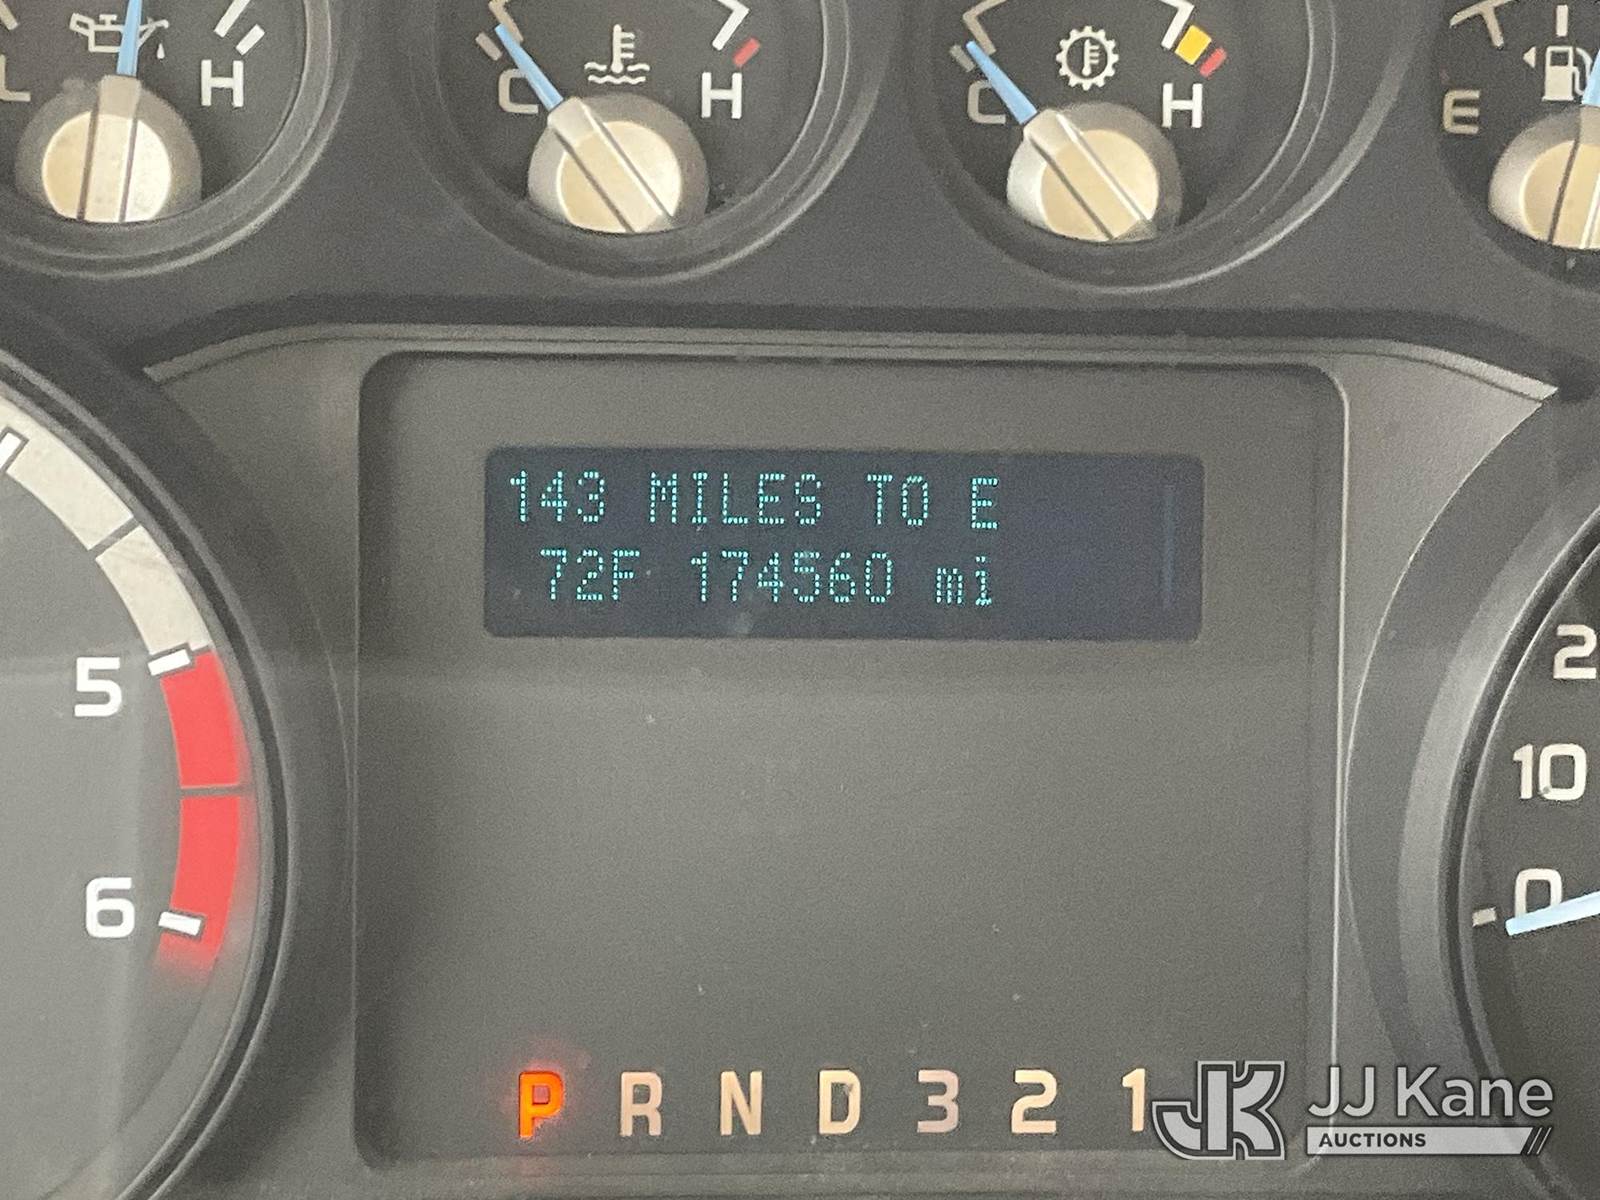 L H C H C H E
143 MILES TO E
72F 174560 mi
5
6
2
10
0
P R N D 3 2 1
JJ Kane
AUCTIONS